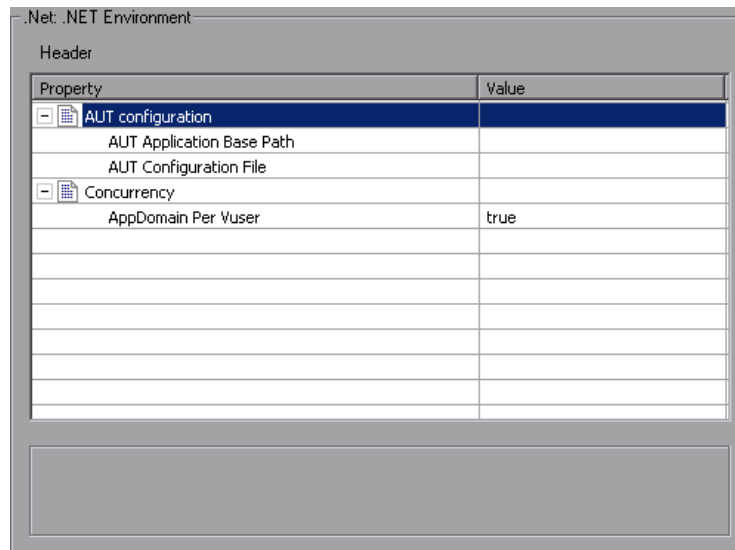 .Net: .NET Environment
Header
Property Value
AUT configuration
AUT Application Base Path
AUT Configuration File
Concurrency
AppDomain Per Vuser true